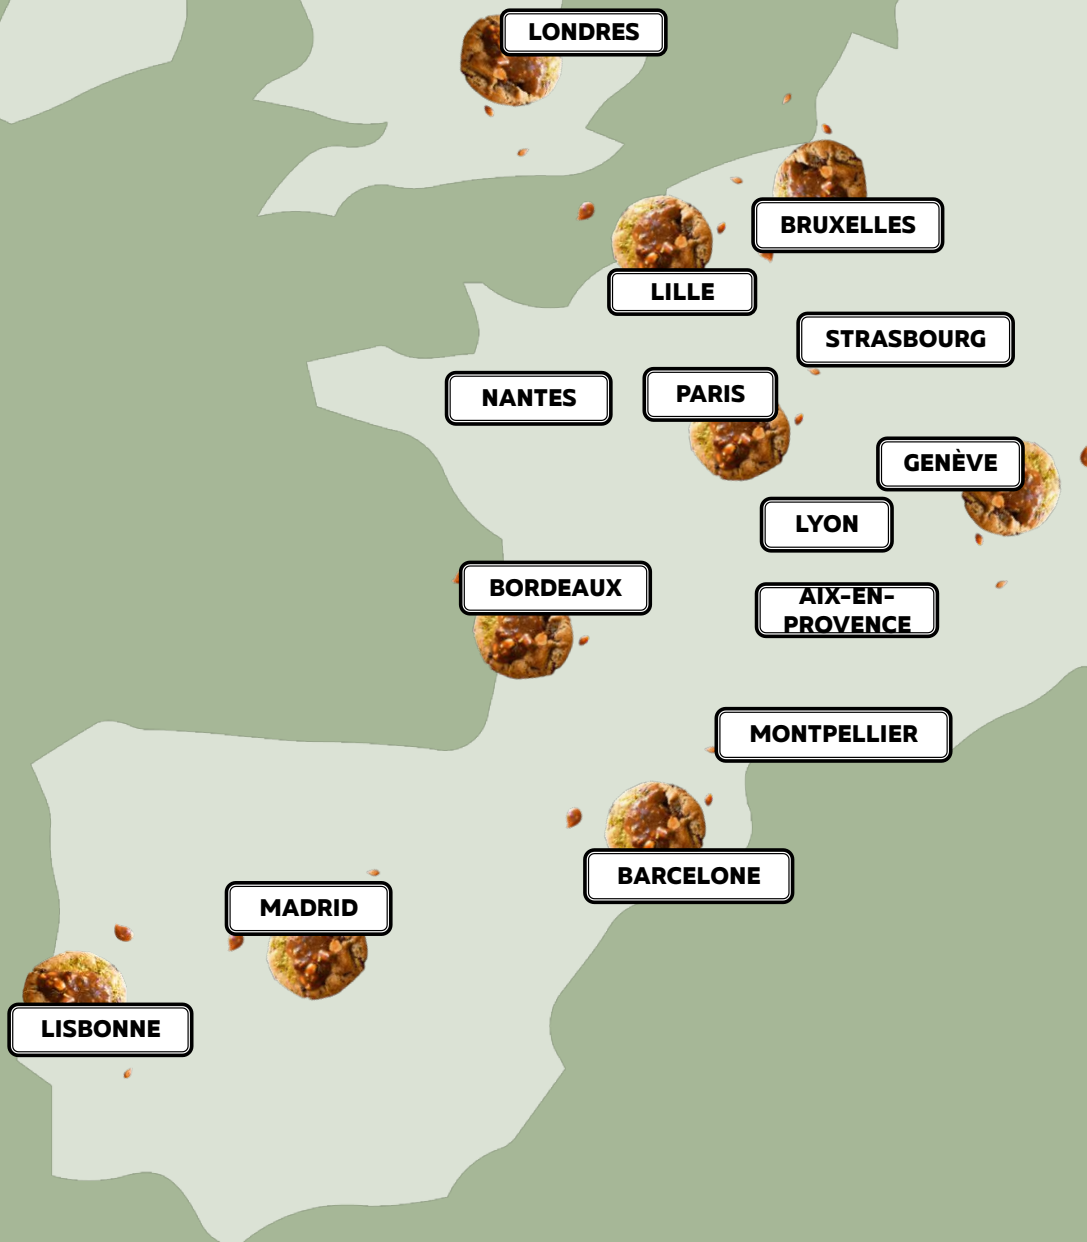 LONDRES
BRUXELLES
LILLE
STRASBOURG
NANTES
PARIS
GENÈVE
LYON
BORDEAUX
AIX-EN-
PROVENCE
MONTPELLIER
BARCELONE
MADRID
LISBONNE